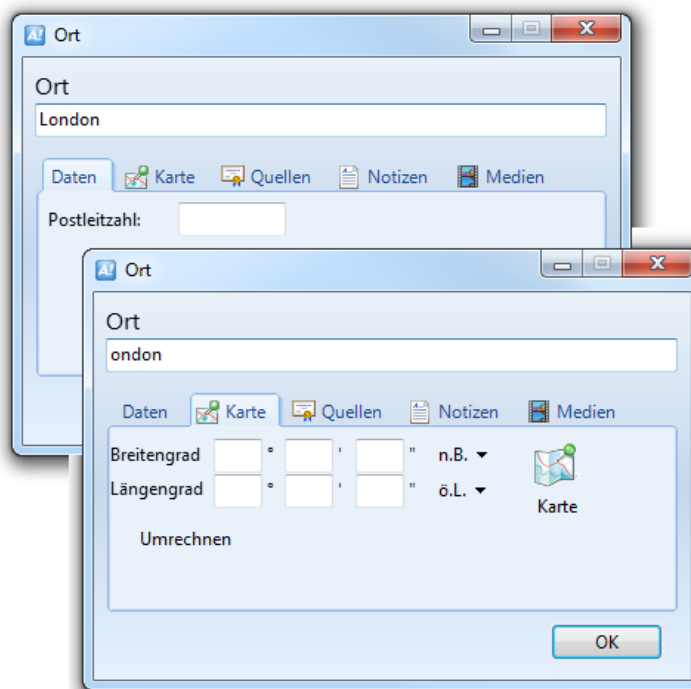 A! Ort
Ort
London
Daten Karte Quellen Notizen Medien
Postleitzahl:
A! Ort
Ort
ondon
Daten Karte Quellen Notizen Medien
Breitengrad ° ' " n.B.
Längengrad ° ' " ö.L.
Karte
Umrechnen
OK